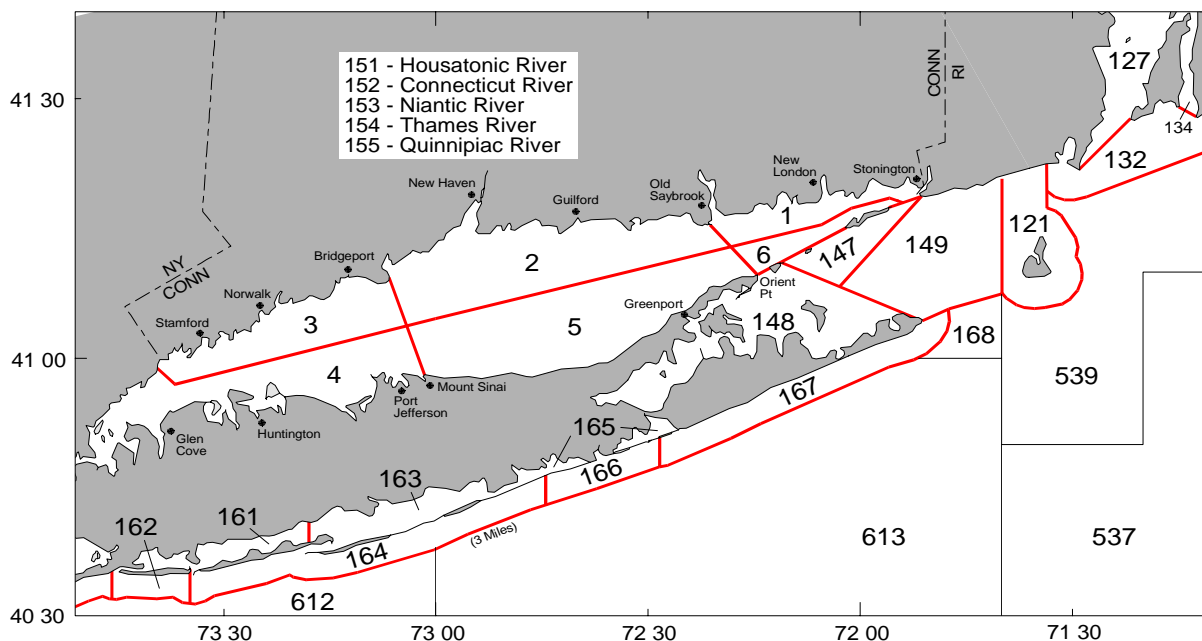 151 - Housatonic River
152 - Connecticut River
153 - Niantic River
154 - Thames River
155 - Quinnipiac River
CONN
RI
127
134
132
41 30
New Haven
Guilford
Old
Saybrook
New
London
Stonington
1
2
6
147
149
121
NY
CONN
Bridgeport
Norwalk
Stamford
3
Orient
Pt
Greenport
5
148
168
41 00
4
Mount Sinai
Port
Jefferson
Huntington
Glen
Cove
539
167
165
166
163
161
162
164
(3 Miles)
613
537
612
40 30
73 30
73 00
72 30
72 00
71 30